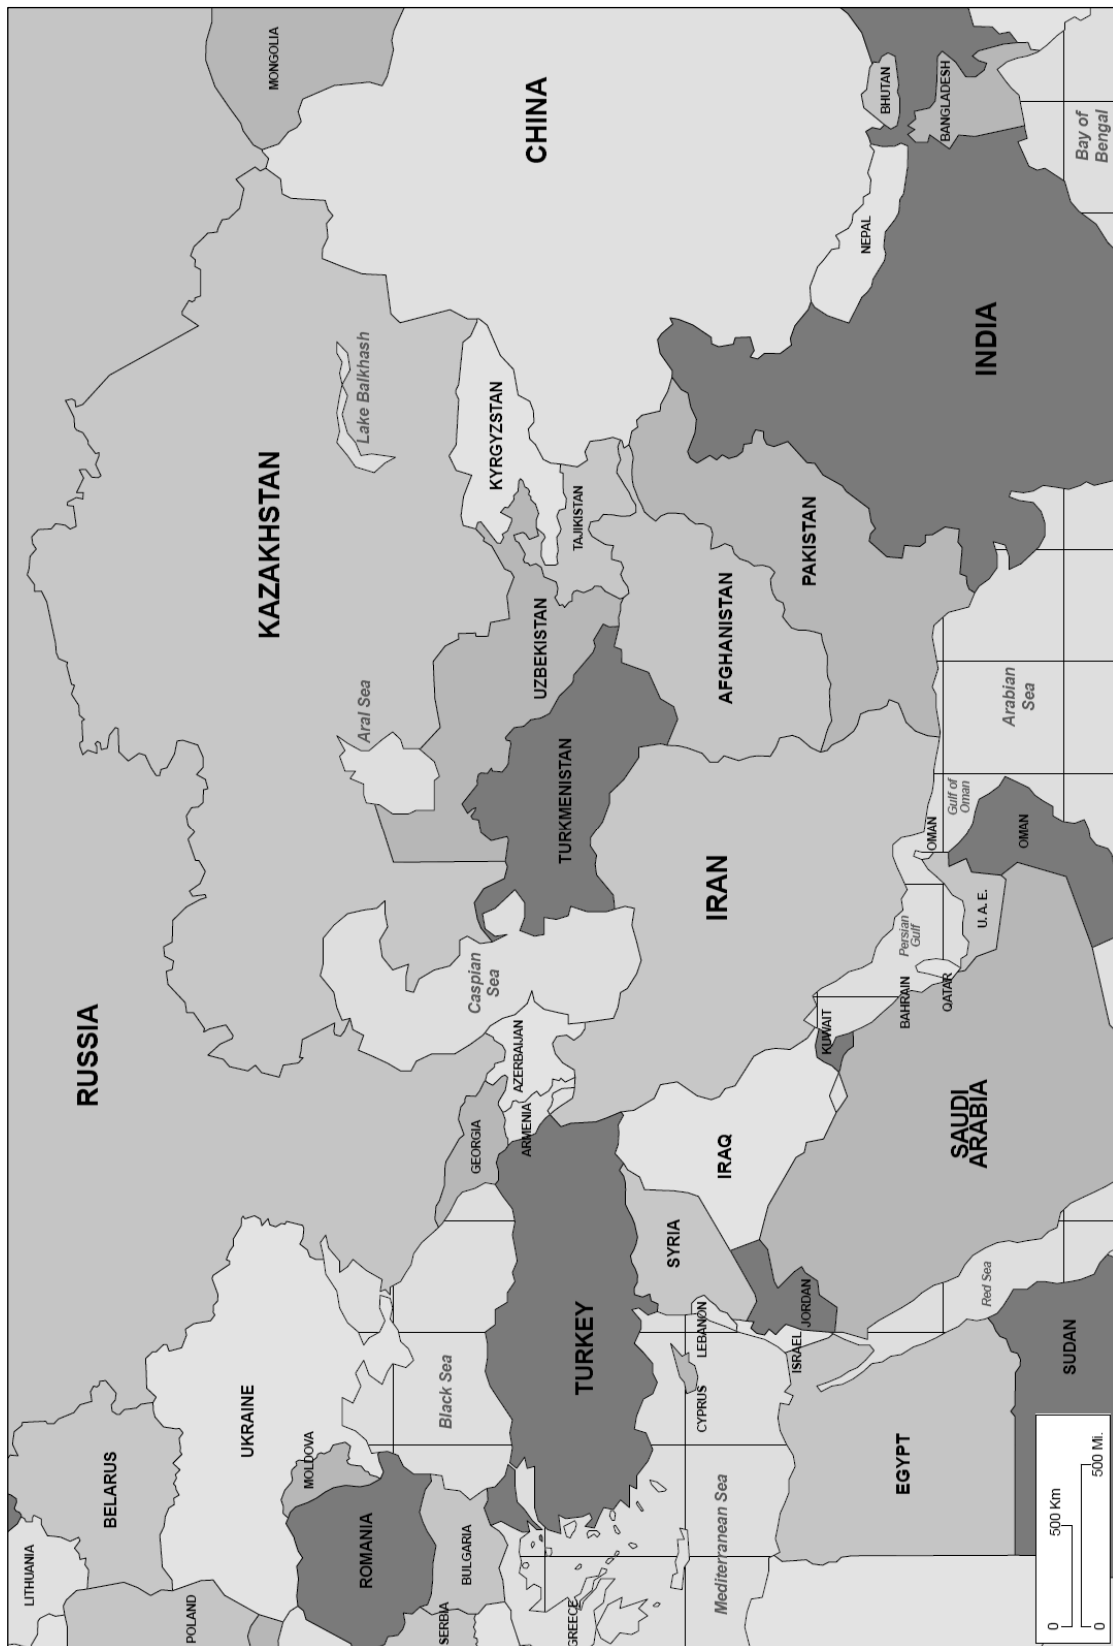 LITHUANIA
BELARUS
RUSSIA
POLAND
UKRAINE
MOLDOVA
KAZAKHSTAN
MONGOLIA
ROMANIA
Aral Sea
Lake Balkhash
SERBIA
BULGARIA
Black Sea
GEORGIA
Caspian
Sea
KYRGYZSTAN
ARMENIA
AZERBAIJAN
UZBEKISTAN
CHINA
TURKMENISTAN
TAJIKISTAN
GREECE
TURKEY
SYRIA
CYPRUS
LEBANON
Mediterranean Sea
IRAQ
IRAN
AFGHANISTAN
ISRAEL
JORDAN
KUWAIT
PAKISTAN
NEPAL
BHUTAN
EGYPT
BAHRAIN
Persian
Gulf
QATAR
OMAN
BANGLADESH
SAUDI
ARABIA
U.A.E.
Gulf of
Oman
INDIA
Red Sea
OMAN
Arabian
Sea
SUDAN
Bay of
Bengal
0
500 Km
0
500 Mi.